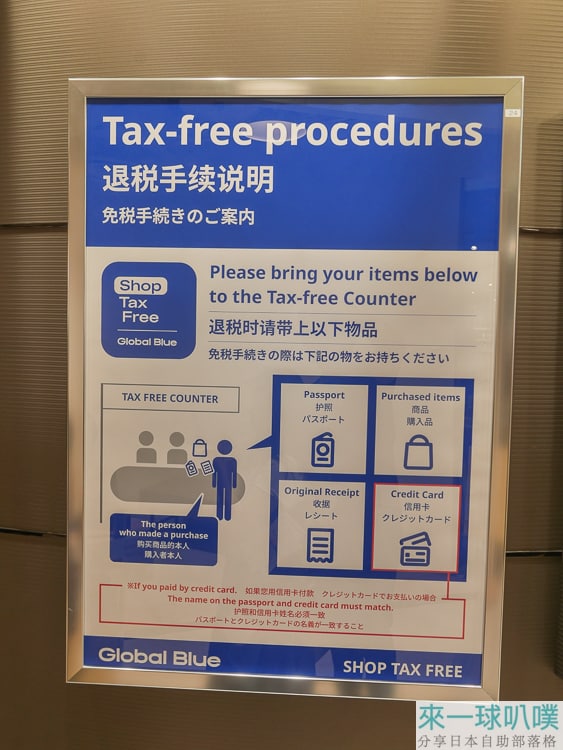 24
Tax-free procedures
退税手续说明
免税手続きのご案内
Shop
Tax
Free
Global Blue
Please bring your items below
to the Tax-free Counter
退税时请带上以下物品
免税手続きの際は下記の物をお持ちください
TAX FREE COUNTER
The person
who made a purchase
购买商品的本人
購入者本人
Passport
护照
パスポート
Purchased items
商品
購入品
Original Receipt
收据
レシート
Credit Card
信用卡
クレジットカード
※If you paid by credit card. 如果您用信用卡付款 クレジットカードでお支払いの場合
The name on the passport and credit card must match.
护照和信用卡姓名必须一致
パスポートとクレジットカードの名義が一致すること
Global Blue
SHOP TAX FREE
來一球叭噗
分享日本自助部落格